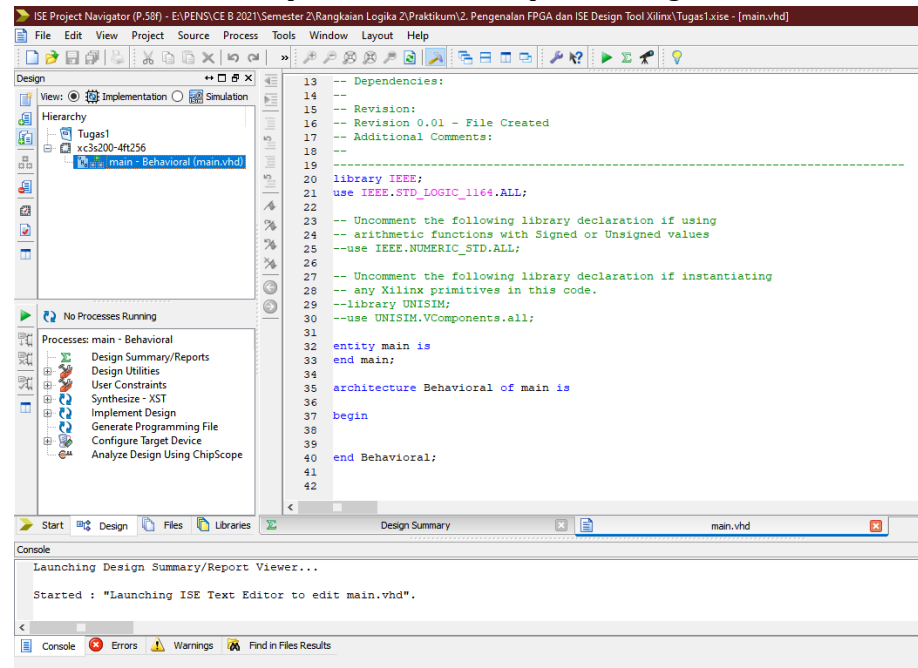 ISE Project Navigator (P.58f) - E:\PENS\CE B 2021\Semester 2\Rangkaian Logika 2\Praktikum\2. Pengenalan FPGA dan ISE Design Tool Xilinx\Tugas1.xise - [main.vhd]
File Edit View Project Source Process Tools Window Layout Help
Design
View: Implementation Simulation
Hierarchy
Tugas1
xc3s200-4ft256
main - Behavioral (main.vhd)
No Processes Running
Processes: main - Behavioral
Design Summary/Reports
Design Utilities
User Constraints
Synthesize - XST
Implement Design
Generate Programming File
Configure Target Device
Analyze Design Using ChipScope
Start Design Files Libraries
13 -- Dependencies:
14 --
15 -- Revision:
16 -- Revision 0.01 - File Created
17 -- Additional Comments:
18 --
19 ----------------------------------------------------------------------------------
20 library IEEE;
21 use IEEE.STD_LOGIC_1164.ALL;
22
23 -- Uncomment the following library declaration if using
24 -- arithmetic functions with Signed or Unsigned values
25 --use IEEE.NUMERIC_STD.ALL;
26
27 -- Uncomment the following library declaration if instantiating
28 -- any Xilinx primitives in this code.
29 --library UNISIM;
30 --use UNISIM.VComponents.all;
31
32 entity main is
33 end main;
34
35 architecture Behavioral of main is
36
37 begin
38
39
40 end Behavioral;
41
42
Design Summary main.vhd
Console
Launching Design Summary/Report Viewer...
Started : "Launching ISE Text Editor to edit main.vhd".
Console Errors Warnings Find in Files Results